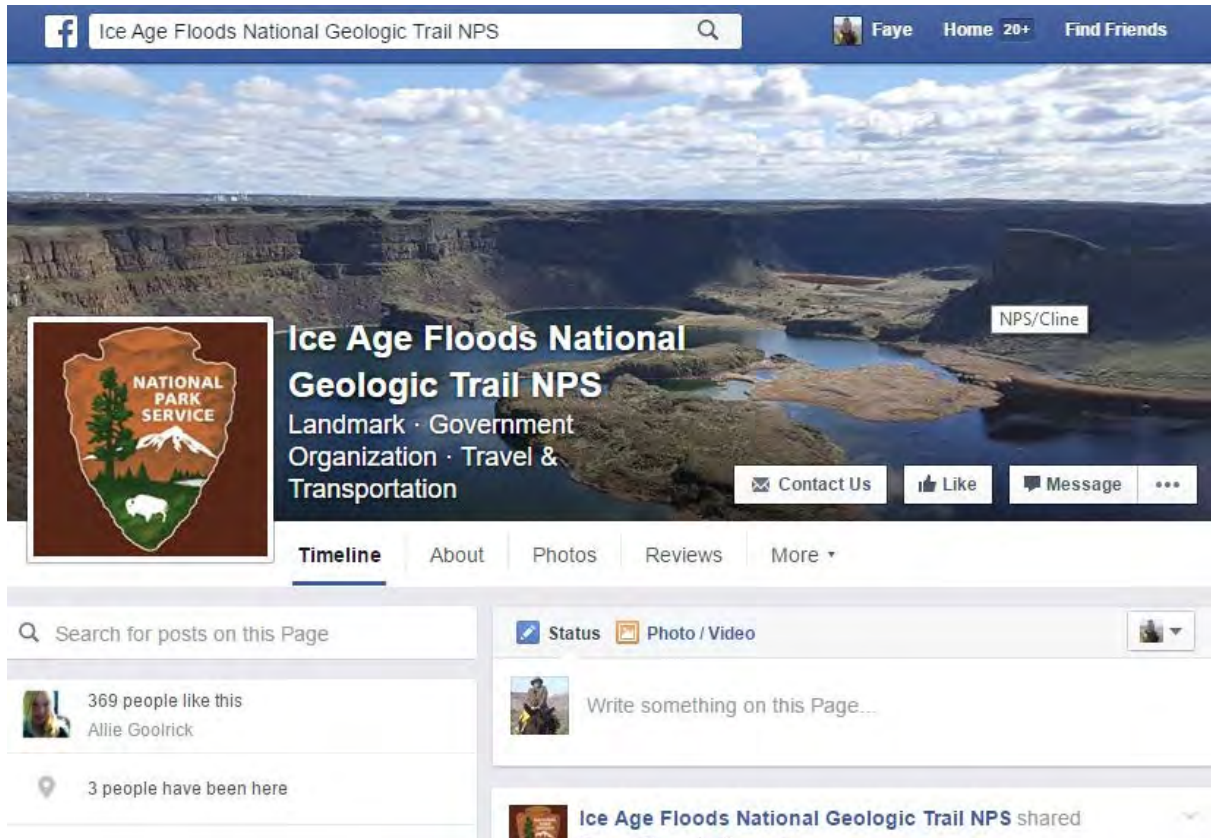 Ice Age Floods National Geologic Trail NPS
Faye Home 20+ Find Friends
NPS/Cline
NATIONAL
PARK
SERVICE
Ice Age Floods National
Geologic Trail NPS
Landmark · Government
Organization · Travel &
Transportation
Contact Us Like Message
Timeline About Photos Reviews More
Search for posts on this Page
369 people like this
Allie Goolrick
3 people have been here
Status Photo / Video
Write something on this Page...
Ice Age Floods National Geologic Trail NPS shared